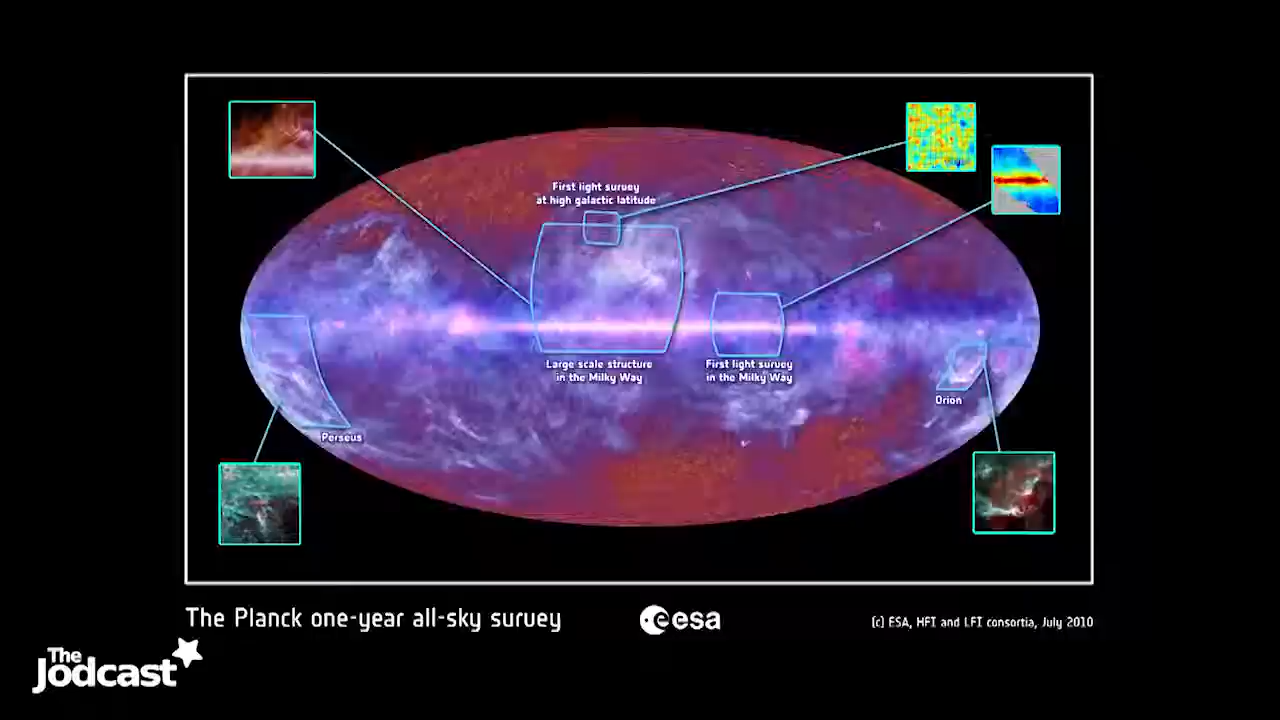 First light survey
at high galactic latitude
Large scale structure
in the Milky Way
First light survey
in the Milky Way
Orion
Perseus
The Planck one-year all-sky survey
esa
(c) ESA, HFI and LFI consortia, July 2010
The
Jodcast